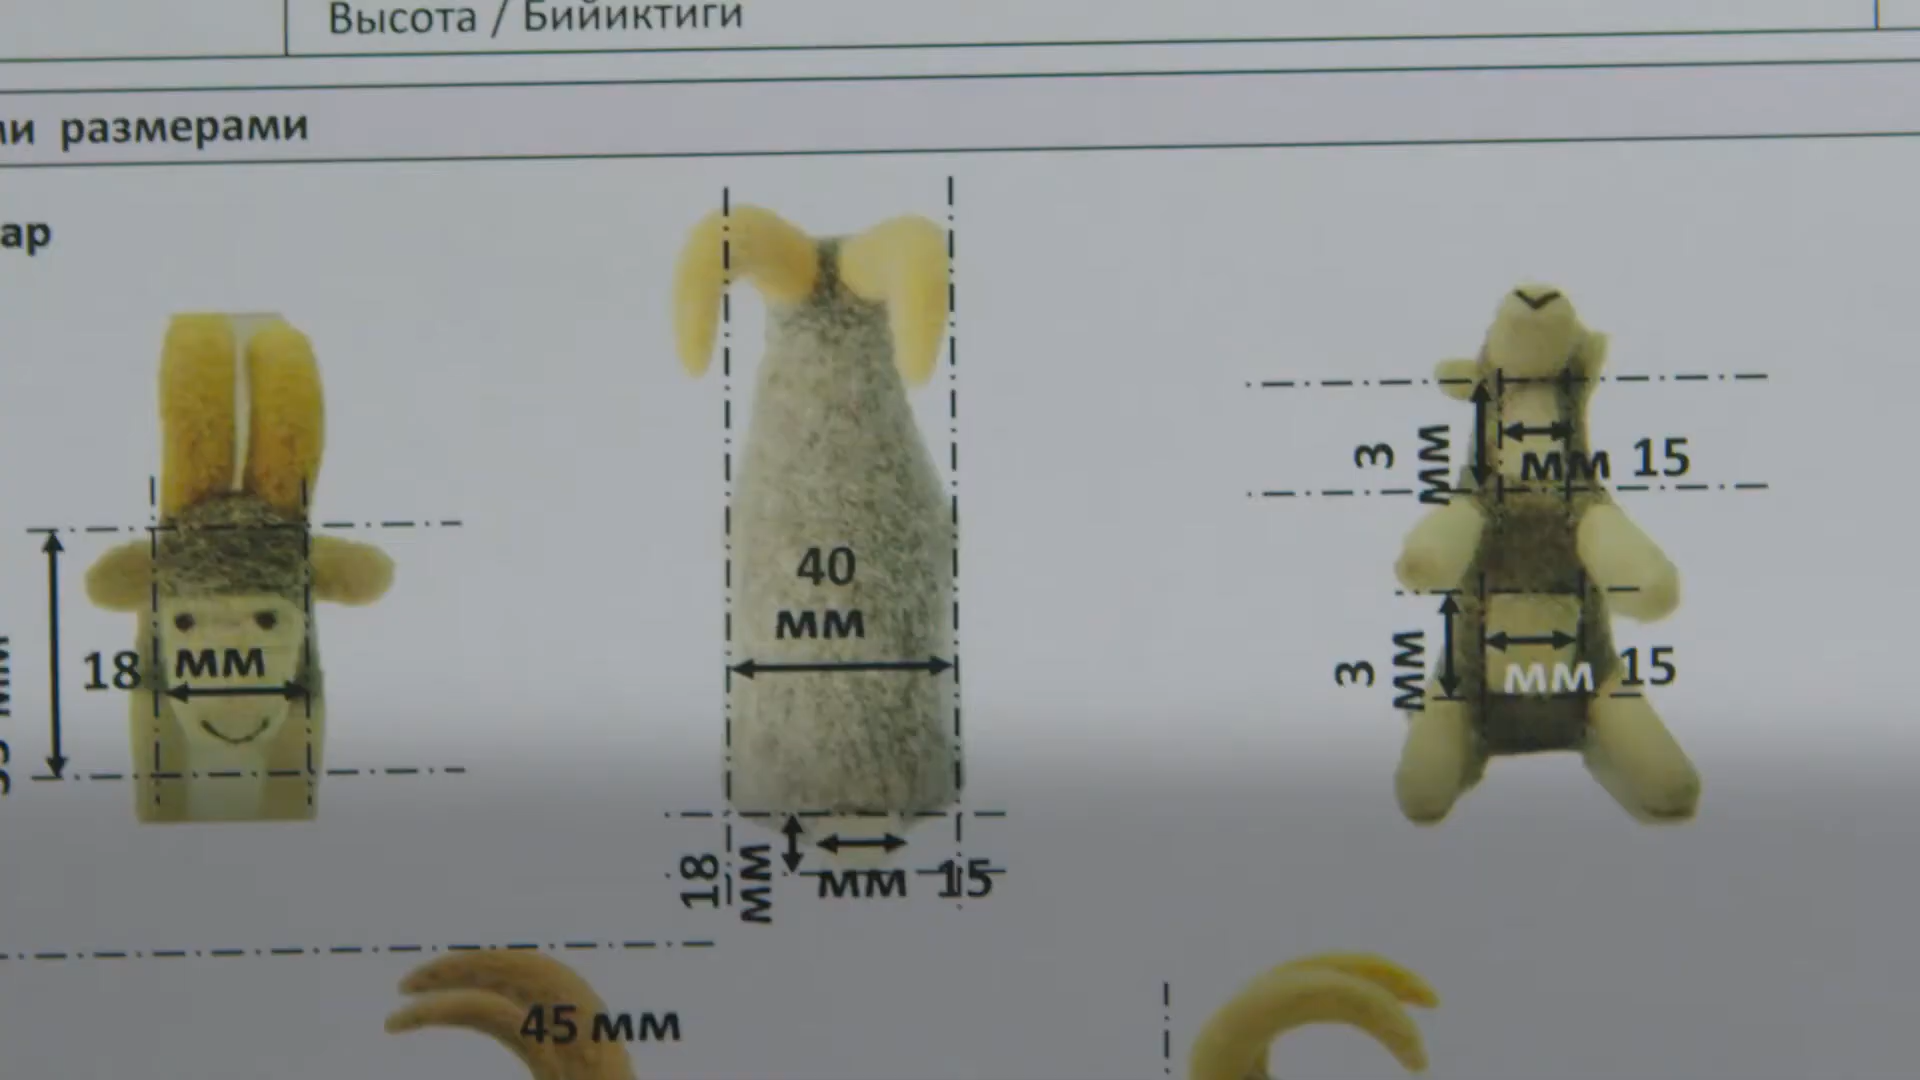 Высота / Бийиктиги
ми размерами
ар
3
мм
мм 15
40
мм
18 мм
3
мм
мм 15
18
мм
мм 15
45 мм